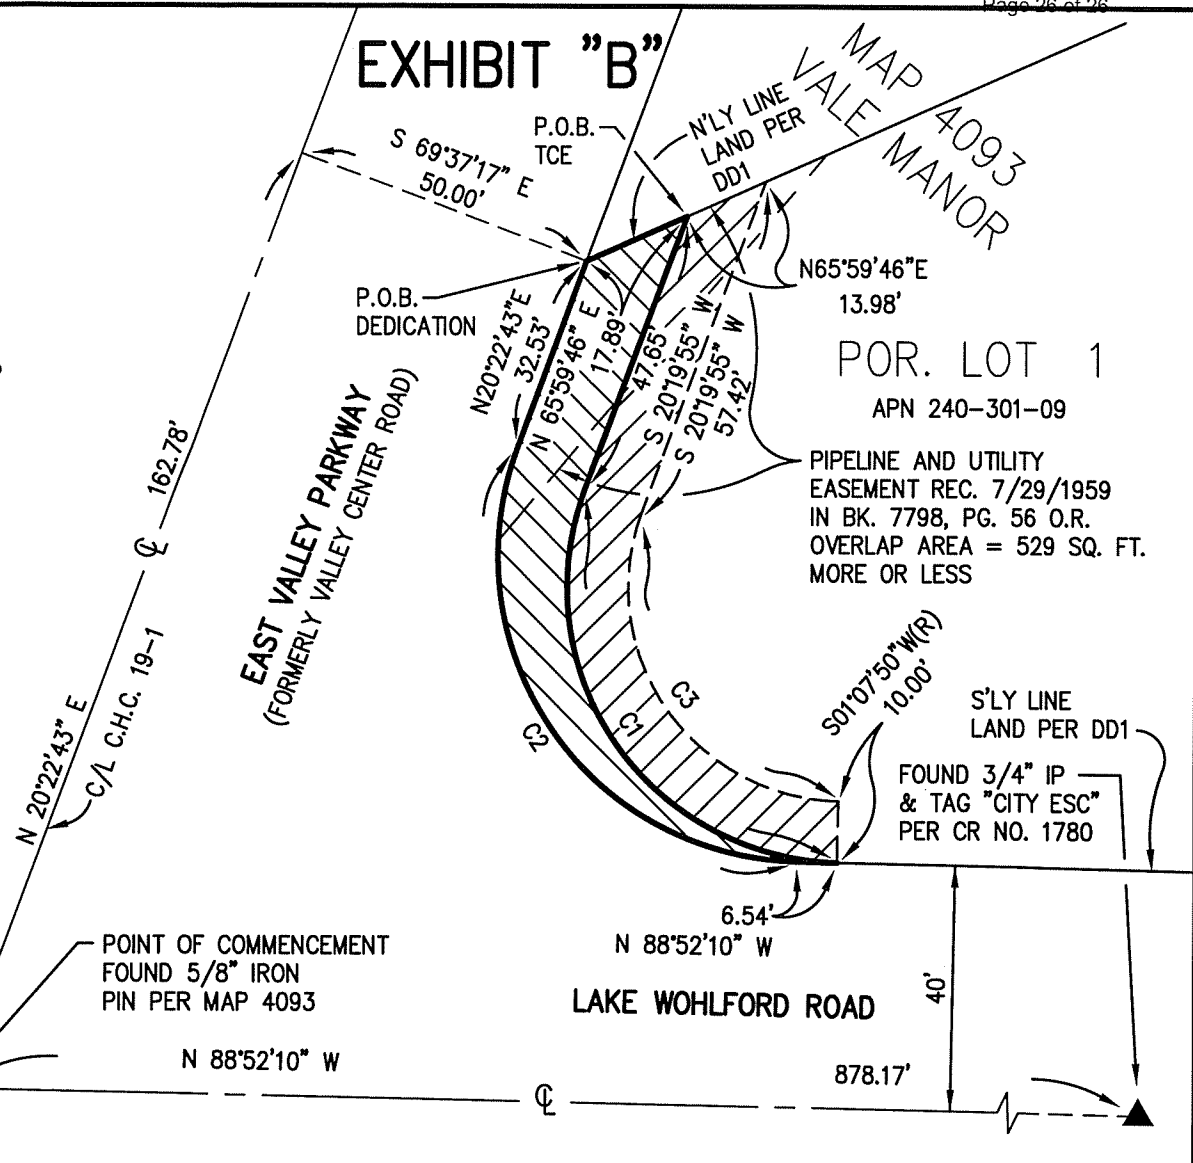 Page 26 of 26
EXHIBIT "B"
MAP 4093
VALE MANOR
N'LY LINE
LAND PER
DD1
P.O.B.
TCE
S 69°37'17" E
50.00'
N65°59'46"E
13.98'
P.O.B.
DEDICATION
N20°22'43"E
32.53'
N 65°59'46" E
17.89'
47.65'
S 20°19'55" W
S 20°19'55" W
57.42'
POR. LOT 1
APN 240-301-09
PIPELINE AND UTILITY
EASEMENT REC. 7/29/1959
IN BK. 7798, PG. 56 O.R.
OVERLAP AREA = 529 SQ. FT.
MORE OR LESS
162.78'
EAST VALLEY PARKWAY
(FORMERLY VALLEY CENTER ROAD)
C/L C.H.C. 19-1
N 20°22'43" E
C2
C1
C3
S01°07'50"W(R)
10.00'
S'LY LINE
LAND PER DD1
FOUND 3/4" IP
& TAG "CITY ESC"
PER CR NO. 1780
6.54'
N 88°52'10" W
POINT OF COMMENCEMENT
FOUND 5/8" IRON
PIN PER MAP 4093
LAKE WOHLFORD ROAD
40'
N 88°52'10" W
878.17'